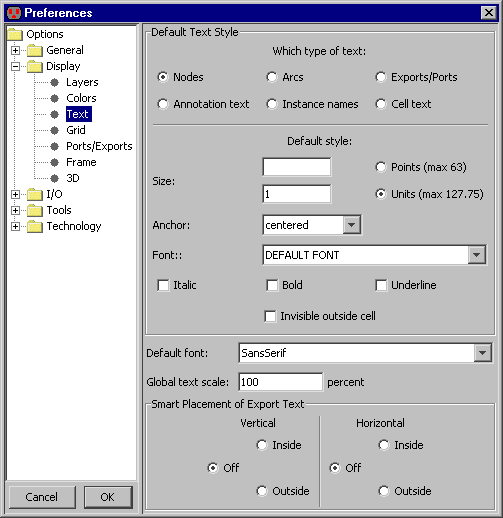 Preferences
Options
General
Display
Layers
Colors
Text
Grid
Ports/Exports
Frame
3D
I/O
Tools
Technology
Cancel
OK
Default Text Style
Which type of text:
Nodes
Arcs
Exports/Ports
Annotation text
Instance names
Cell text
Default style:
Size:
Points (max 63)
1
Units (max 127.75)
Anchor:
centered
Font::
DEFAULT FONT
Italic
Bold
Underline
Invisible outside cell
Default font:
SansSerif
Global text scale:
100
percent
Smart Placement of Export Text
Vertical
Inside
Off
Outside
Horizontal
Inside
Off
Outside